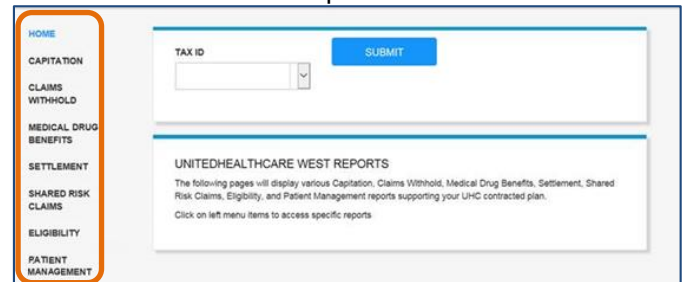 HOME
CAPITATION
CLAIMS
WITHHOLD
MEDICAL DRUG
BENEFITS
SETTLEMENT
SHARED RISK
CLAIMS
ELIGIBILITY
PATIENT
MANAGEMENT
TAX ID
SUBMIT
UNITEDHEALTHCARE WEST REPORTS
The following pages will display various Capitation, Claims Withhold, Medical Drug Benefits, Settlement, Shared
Risk Claims, Eligibility, and Patient Management reports supporting your UHC contracted plan.
Click on left menu items to access specific reports